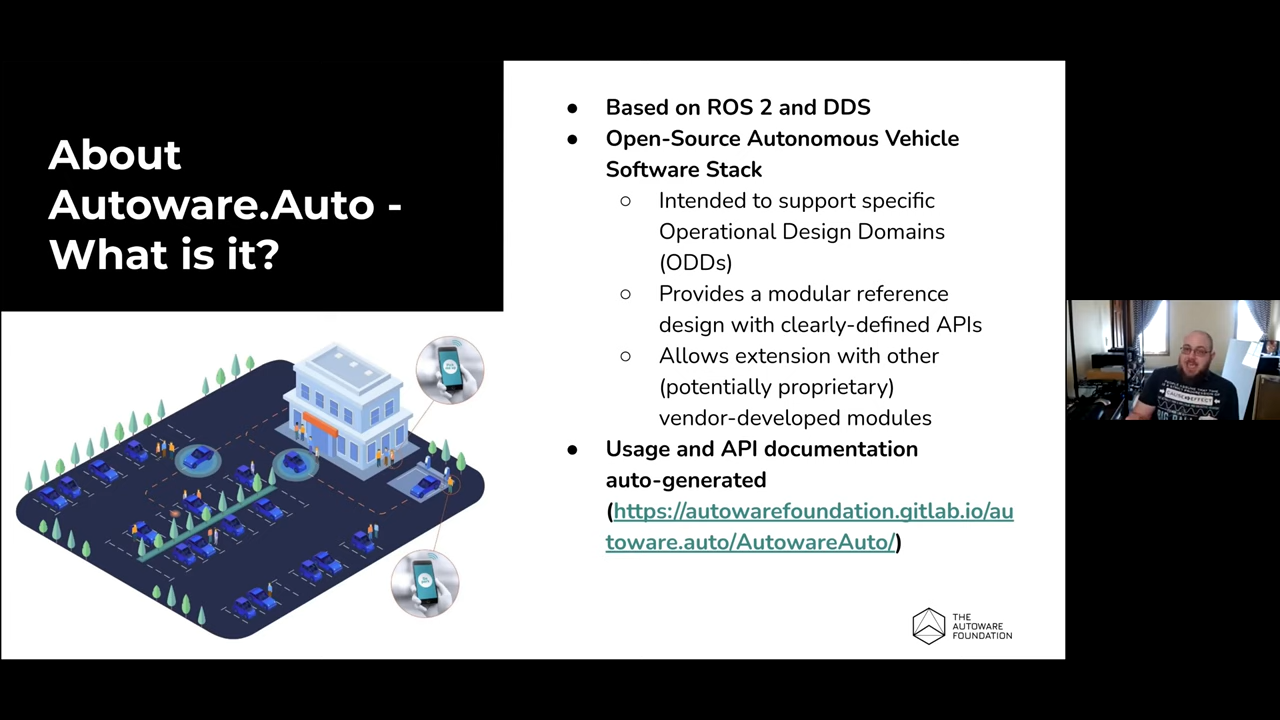 About
Autoware.Auto -
What is it?
● Based on ROS 2 and DDS
● Open-Source Autonomous Vehicle
Software Stack
○ Intended to support specific
Operational Design Domains
(ODDs)
○ Provides a modular reference
design with clearly-defined APIs
○ Allows extension with other
(potentially proprietary)
vendor-developed modules
● Usage and API documentation
auto-generated
(https://autowarefoundation.gitlab.io/au
toware.auto/AutowareAuto/)
THE
AUTOWARE
FOUNDATION
CAUSE EFFECT